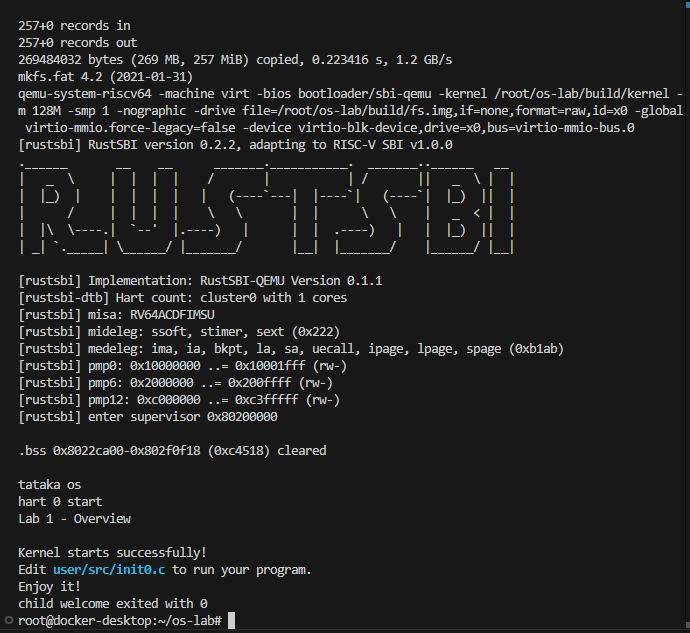 257+0 records in
257+0 records out
269484032 bytes (269 MB, 257 MiB) copied, 0.223416 s, 1.2 GB/s
mkfs.fat 4.2 (2021-01-31)
qemu-system-riscv64 -machine virt -bios bootloader/sbi-qemu -kernel /root/os-lab/build/kernel -
m 128M -smp 1 -nographic -drive file=/root/os-lab/build/fs.img,if=none,format=raw,id=x0 -global
 virtio-mmio.force-legacy=false -device virtio-blk-device,drive=x0,bus=virtio-mmio-bus.0
[rustsbi] RustSBI version 0.2.2, adapting to RISC-V SBI v1.0.0
.______       __    __      _______.___________.  _______..______   __
|   _  \     |  |  |  |    /       |           | /       ||   _  \ |  |
|  |_)  |    |  |  |  |   |   (----`---|  |----`|   (----`|  |_)  ||  |
|      /     |  |  |  |    \   \       |  |      \   \    |   _  < |  |
|  |\  \----.|  `--'  |.----)   |      |  |  .----)   |   |  |_)  ||  |
| _| `._____| \______/ |_______/       |__|  |_______/    |______/ |__|
[rustsbi] Implementation: RustSBI-QEMU Version 0.1.1
[rustsbi-dtb] Hart count: cluster0 with 1 cores
[rustsbi] misa: RV64ACDFIMSU
[rustsbi] mideleg: ssoft, stimer, sext (0x222)
[rustsbi] medeleg: ima, ia, bkpt, la, sa, uecall, ipage, lpage, spage (0xb1ab)
[rustsbi] pmp0: 0x10000000 ..= 0x10001fff (rw-)
[rustsbi] pmp6: 0x2000000 ..= 0x200ffff (rw-)
[rustsbi] pmp12: 0xc000000 ..= 0xc3fffff (rw-)
[rustsbi] enter supervisor 0x80200000
.bss 0x8022ca00-0x802f0f18 (0xc4518) cleared
tataka os
hart 0 start
Lab 1 - Overview
Kernel starts successfully!
Edit user/src/init0.c to run your program.
Enjoy it!
child welcome exited with 0
root@docker-desktop:~/os-lab#